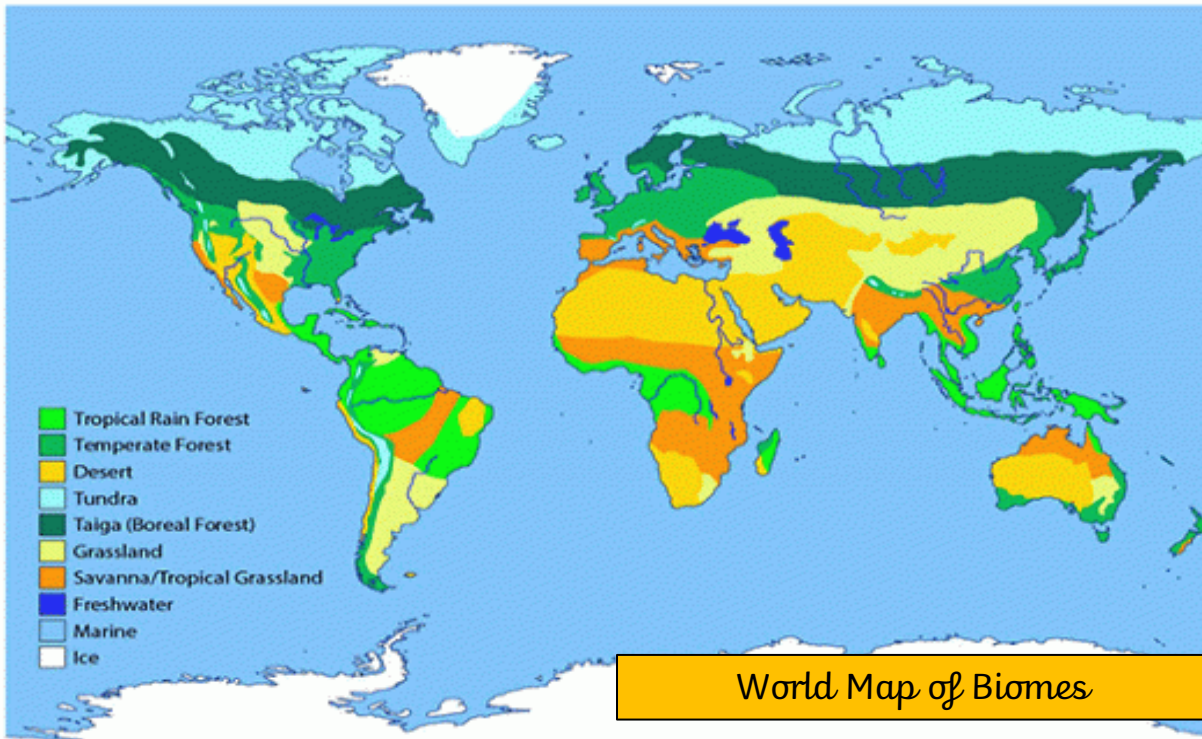 Tropical Rain Forest
Temperate Forest
Desert
Tundra
Taiga (Boreal Forest)
Grassland
Savanna/Tropical Grassland
Freshwater
Marine
Ice
World Map of Biomes